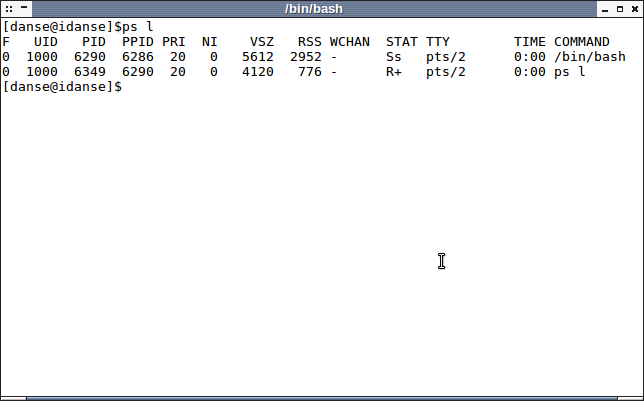 /bin/bash
[danse@idanse]$ps l
F   UID   PID  PPID PRI  NI    VSZ   RSS WCHAN  STAT TTY        TIME COMMAND
0  1000  6290  6286  20   0   5612  2952 -      Ss   pts/2      0:00 /bin/bash
0  1000  6349  6290  20   0   4120   776 -      R+   pts/2      0:00 ps l
[danse@idanse]$